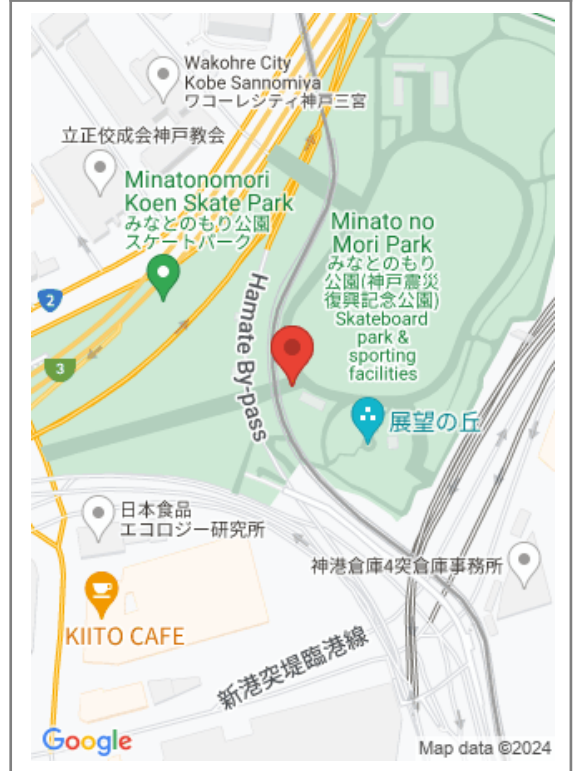 Wakohre City
Kobe Sannomiya
ワコーレシティ神戸三宮
立正佼成会神戸教会
Minatonomori
Koen Skate Park
みなとのもり公園
スケートパーク
Minato no
Mori Park
みなとのもり
公園(神戸震災
復興記念公園)
Skateboard
park &
sporting
facilities
2
Hamate By-pass
3
展望の丘
日本食品
エコロジー研究所
神港倉庫4突倉庫事務所
KIITO CAFE
新港突堤臨港線
Google
Map data ©2024